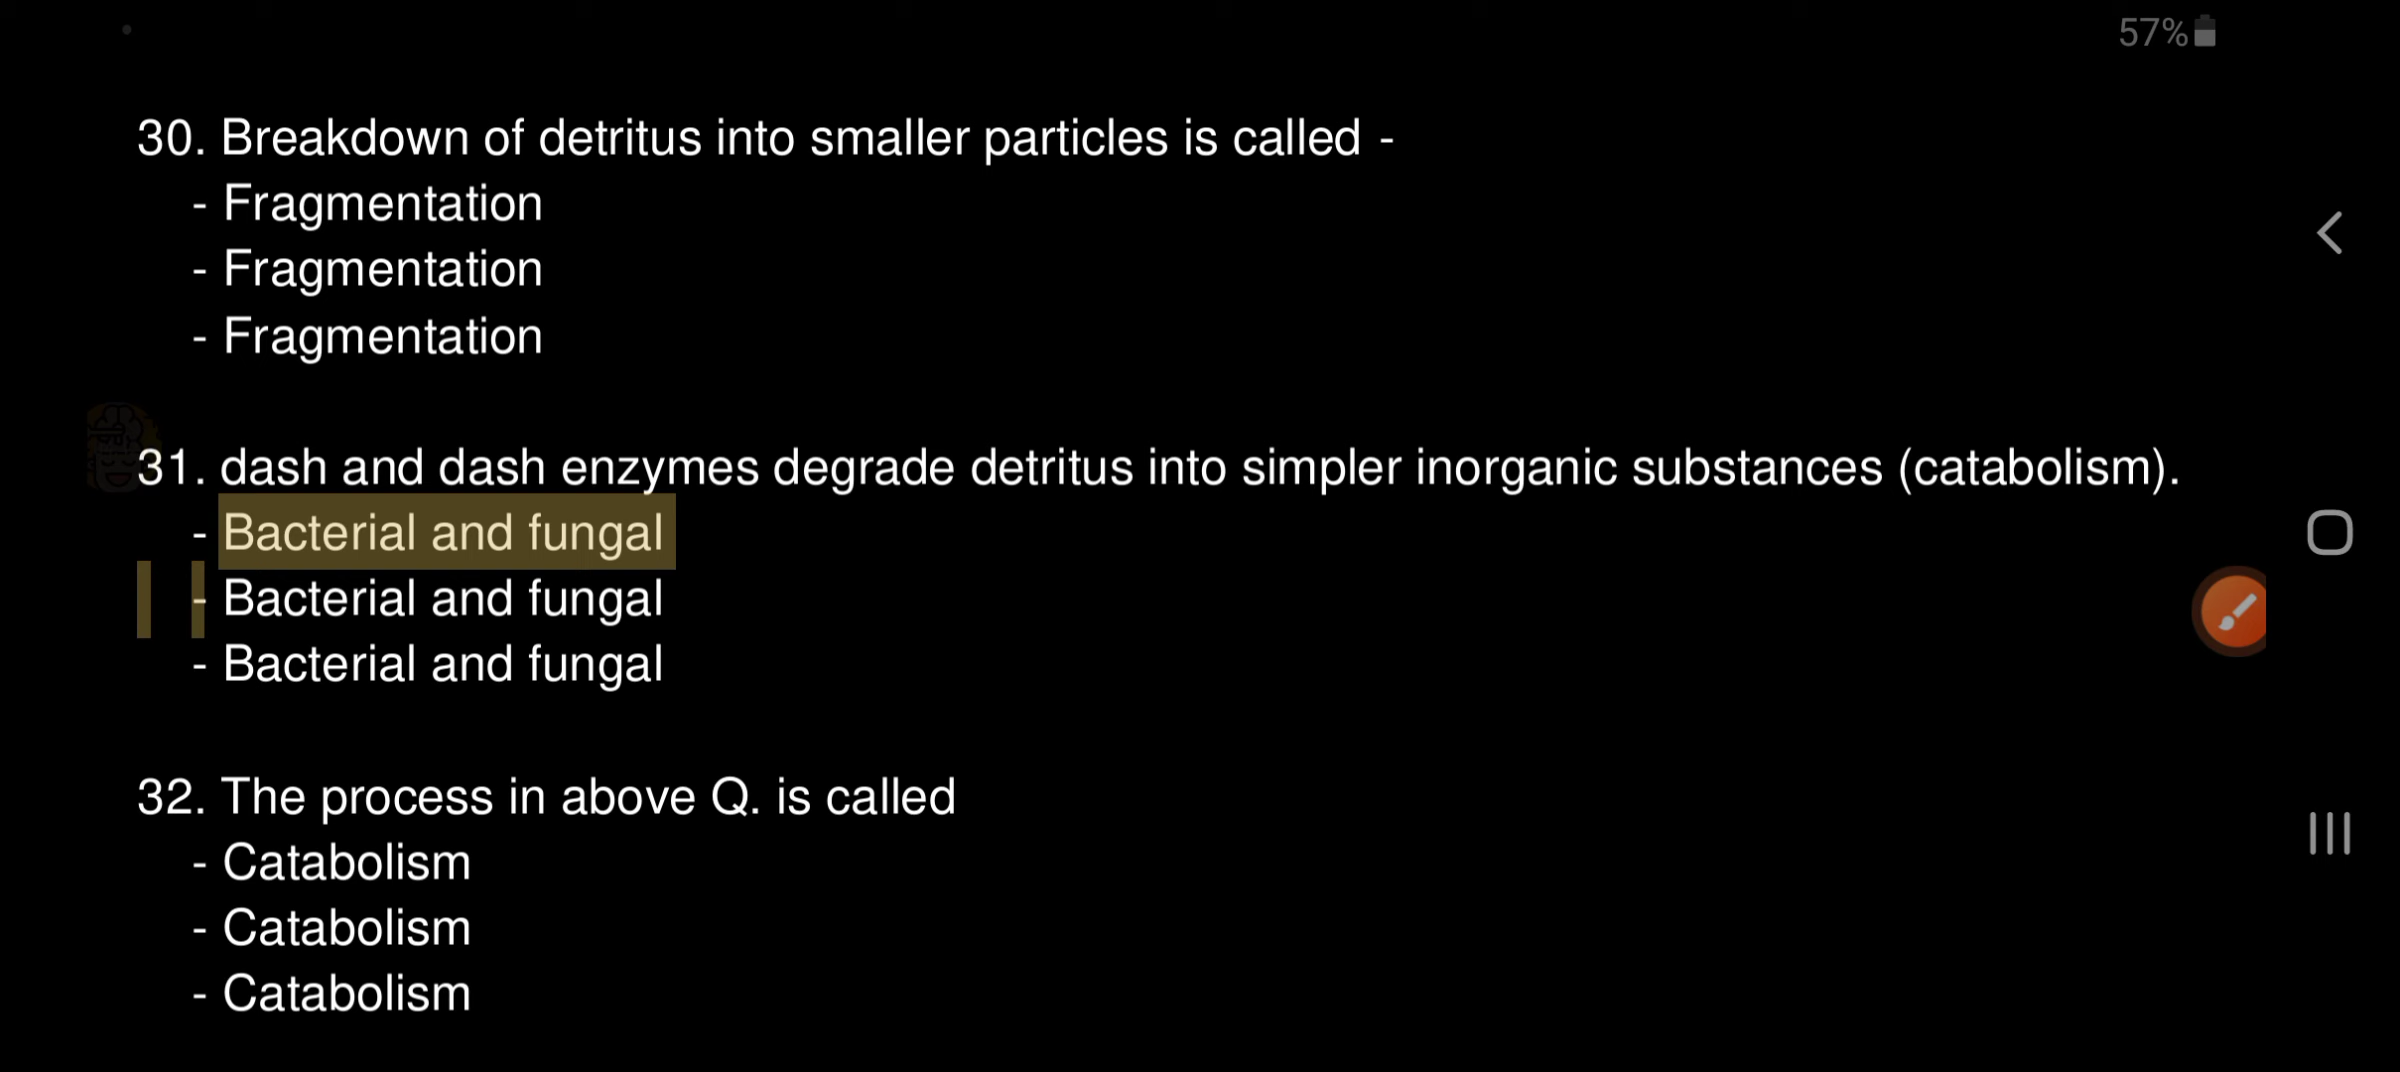 57%
30. Breakdown of detritus into smaller particles is called -
- Fragmentation
- Fragmentation
- Fragmentation
31. dash and dash enzymes degrade detritus into simpler inorganic substances (catabolism).
- Bacterial and fungal
- Bacterial and fungal
- Bacterial and fungal
32. The process in above Q. is called
- Catabolism
- Catabolism
- Catabolism